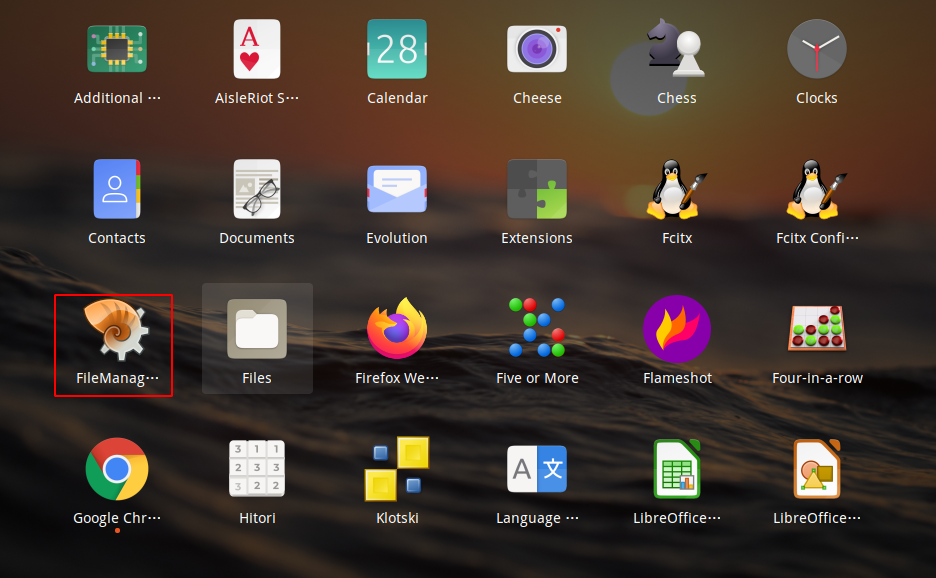 28
Additional ···
AisleRiot S···
Calendar
Cheese
Chess
Clocks
Contacts
Documents
Evolution
Extensions
Fcitx
Fcitx Confi···
FileManag···
Files
Firefox We···
Five or More
Flameshot
Four-in-a-row
A
3 1 1
2 3 3
3 2 2
A 文
Google Chr···
Hitori
Klotski
Language ···
LibreOffice···
LibreOffice···